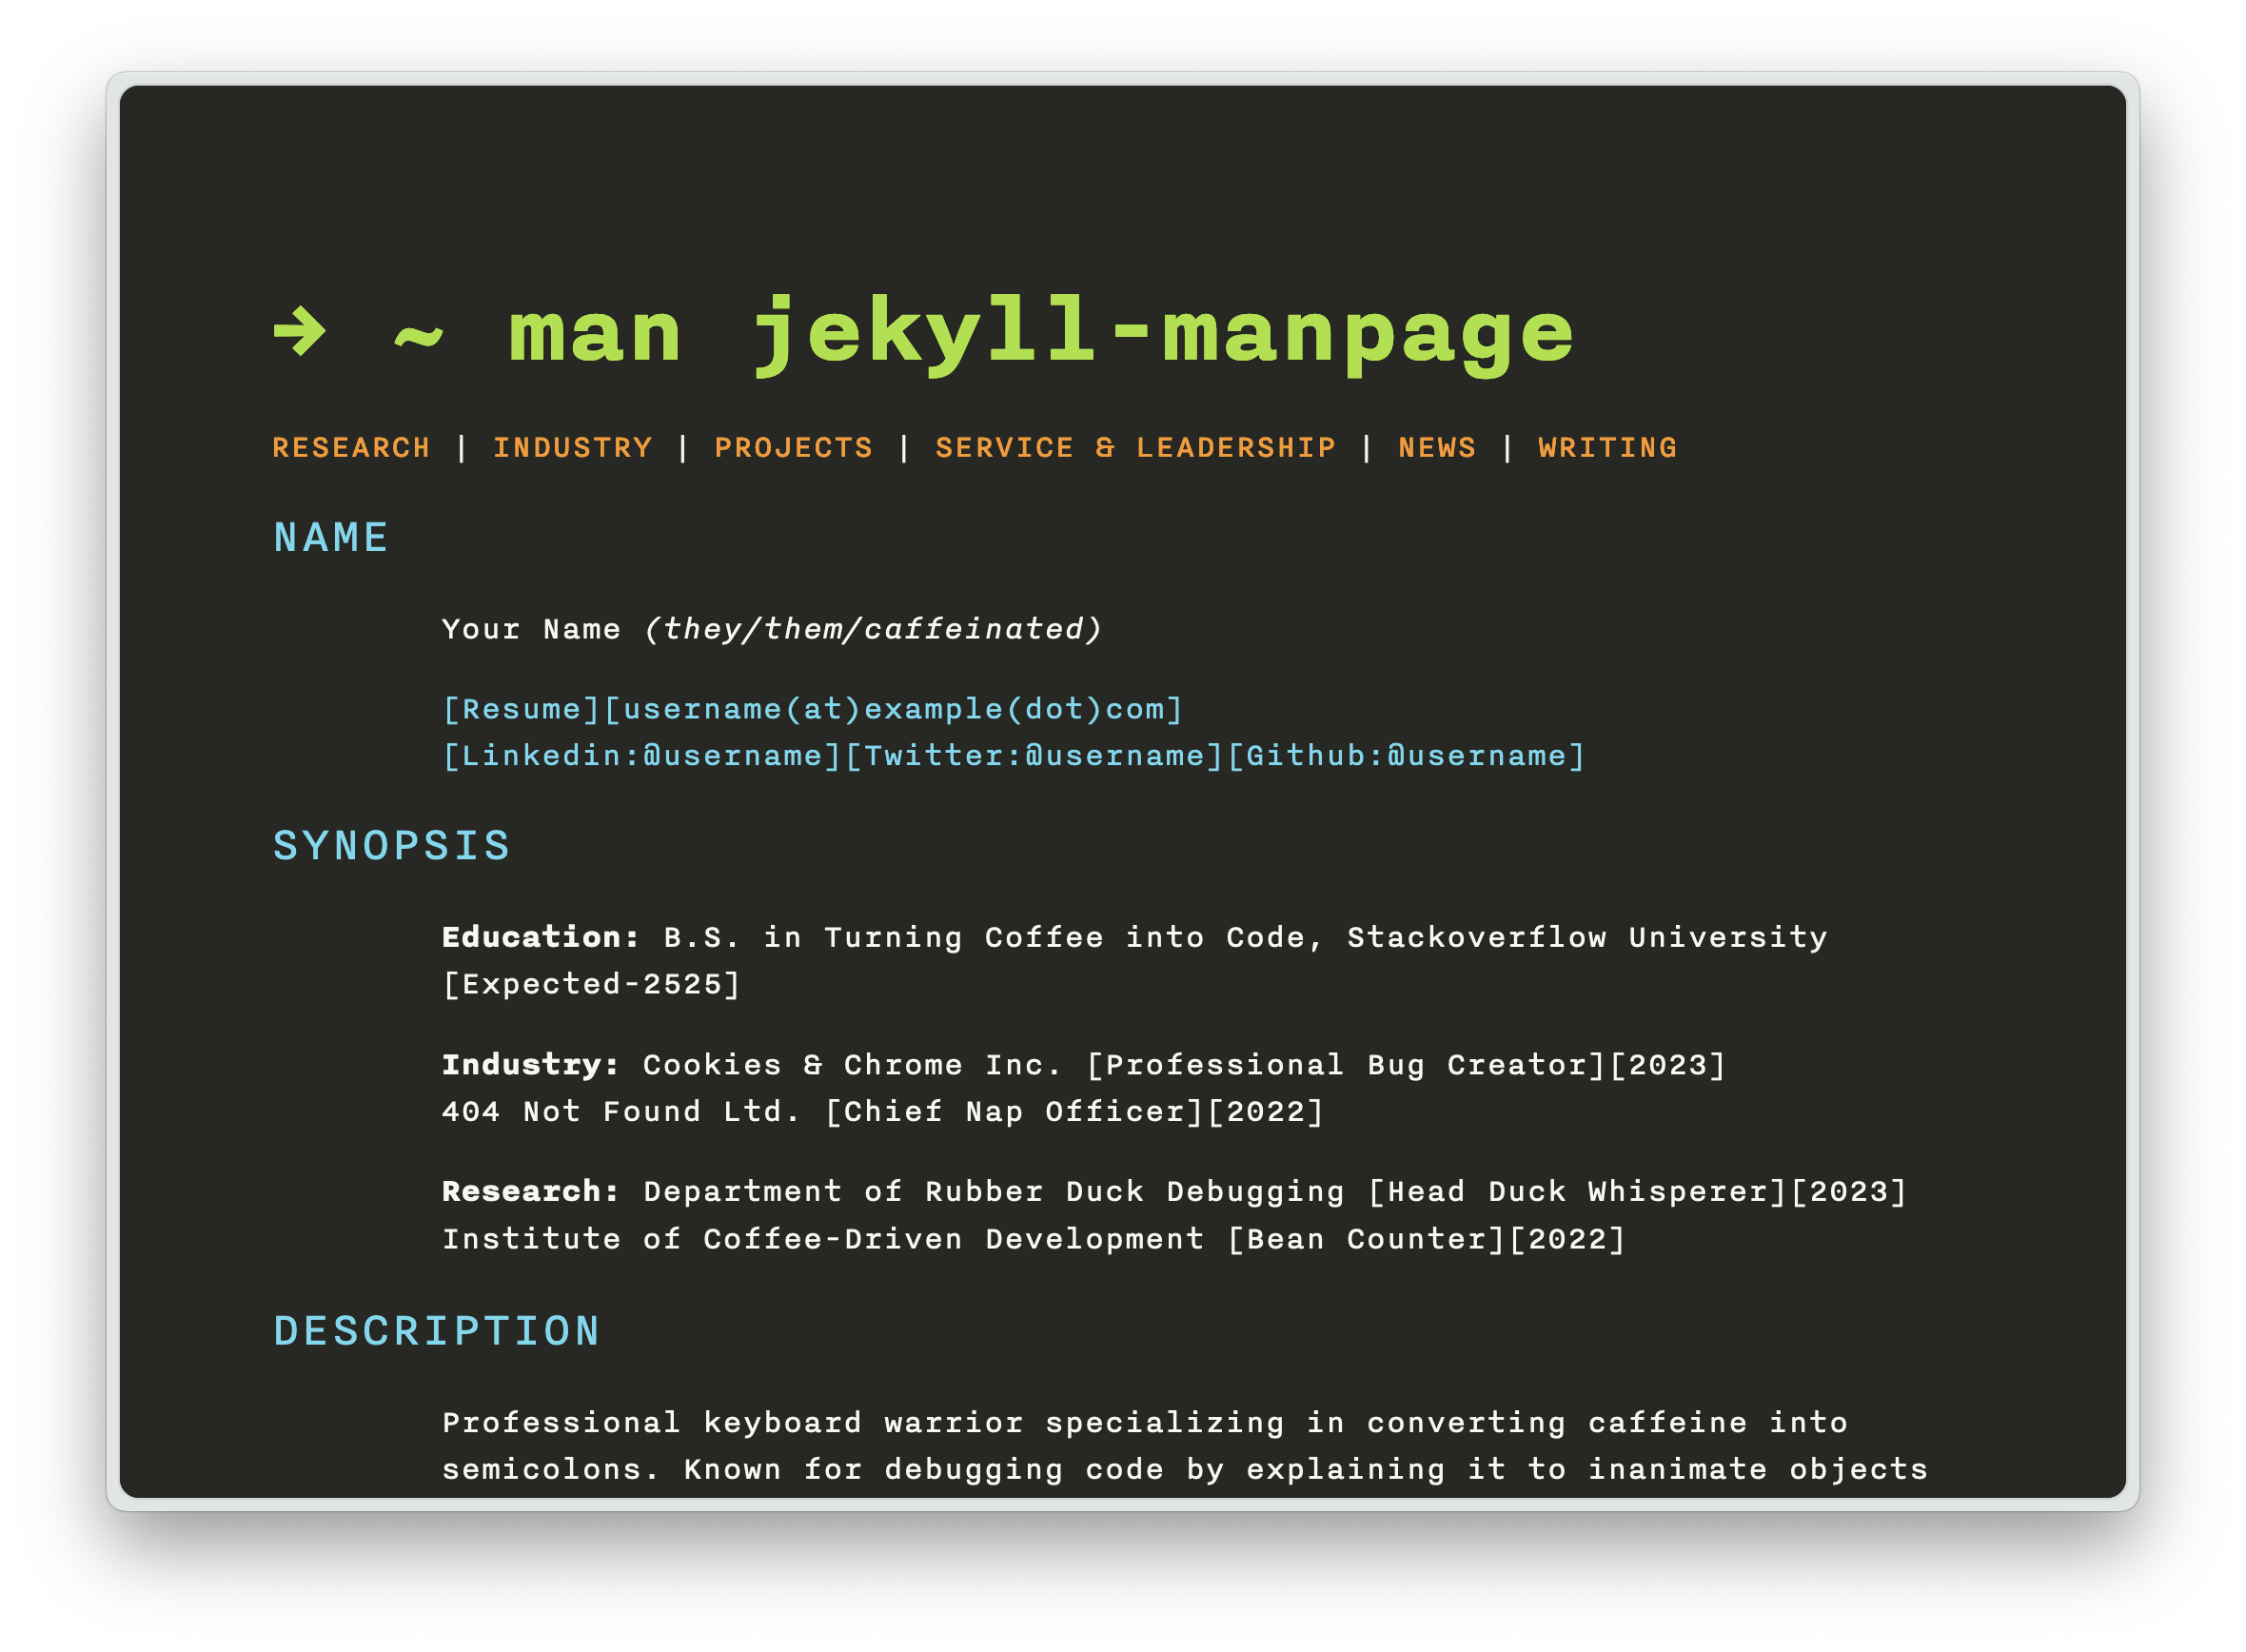 → ~ man jekyll-manpage
RESEARCH | INDUSTRY | PROJECTS | SERVICE & LEADERSHIP | NEWS | WRITING
NAME
Your Name (they/them/caffeinated)
[Resume][username(at)example(dot)com]
[Linkedin:@username][Twitter:@username][Github:@username]
SYNOPSIS
Education: B.S. in Turning Coffee into Code, Stackoverflow University
[Expected-2525]
Industry: Cookies & Chrome Inc. [Professional Bug Creator][2023]
404 Not Found Ltd. [Chief Nap Officer][2022]
Research: Department of Rubber Duck Debugging [Head Duck Whisperer][2023]
Institute of Coffee-Driven Development [Bean Counter][2022]
DESCRIPTION
Professional keyboard warrior specializing in converting caffeine into
semicolons. Known for debugging code by explaining it to inanimate objects